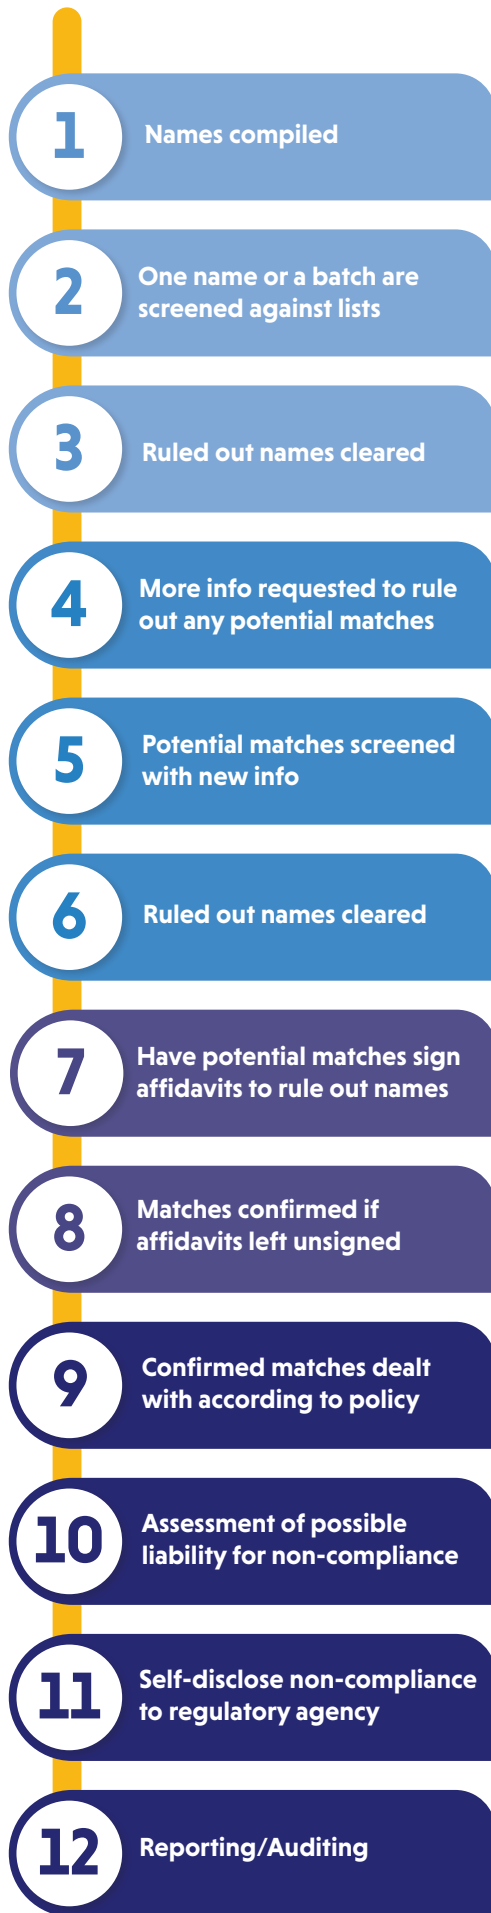 1
Names compiled
2
One name or a batch are
screened against lists
3
Ruled out names cleared
4
More info requested to rule
out any potential matches
5
Potential matches screened
with new info
6
Ruled out names cleared
7
Have potential matches sign
affidavits to rule out names
8
Matches confirmed if
affidavits left unsigned
9
Confirmed matches dealt
with according to policy
10
Assessment of possible
liability for non-compliance
11
Self-disclose non-compliance
to regulatory agency
12
Reporting/Auditing